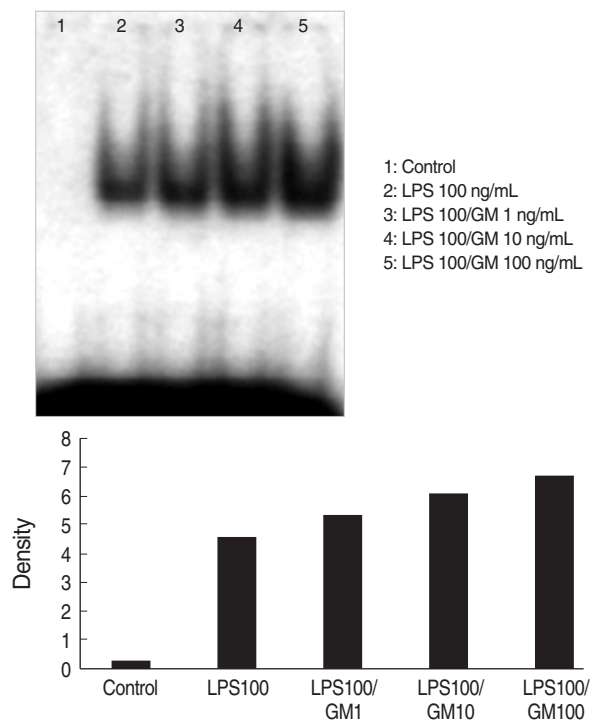 1 2 3 4 5
1: Control
2: LPS 100 ng/mL
3: LPS 100/GM 1 ng/mL
4: LPS 100/GM 10 ng/mL
5: LPS 100/GM 100 ng/mL
8
7
6
5
4
3
2
1
0
Density
Control LPS100 LPS100/ LPS100/ LPS100/
GM1 GM10 GM100